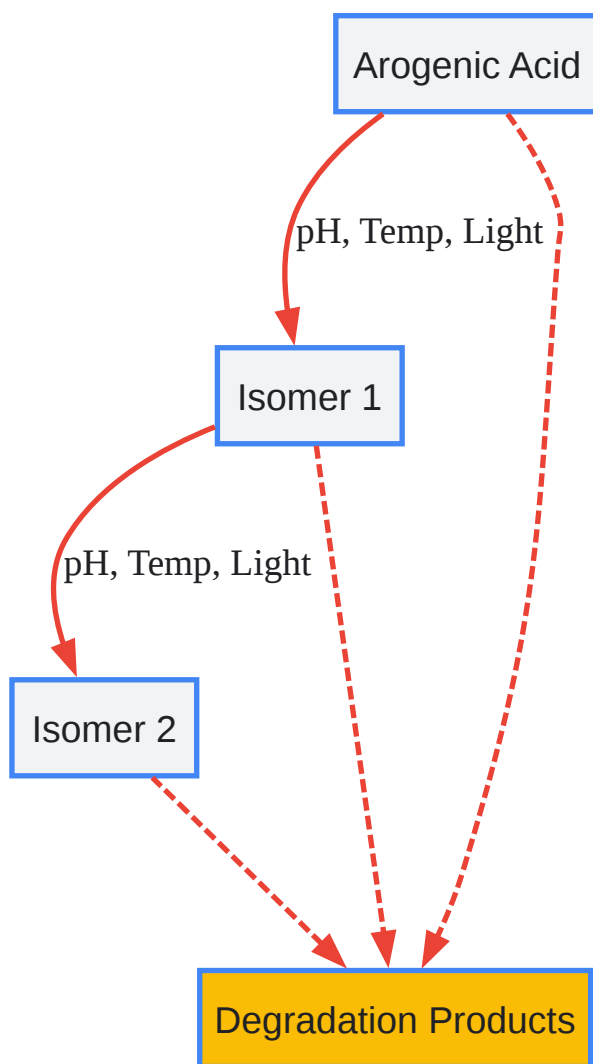 Arogenic Acid
pH, Temp, Light
Isomer 1
pH, Temp, Light
Isomer 2
Degradation Products